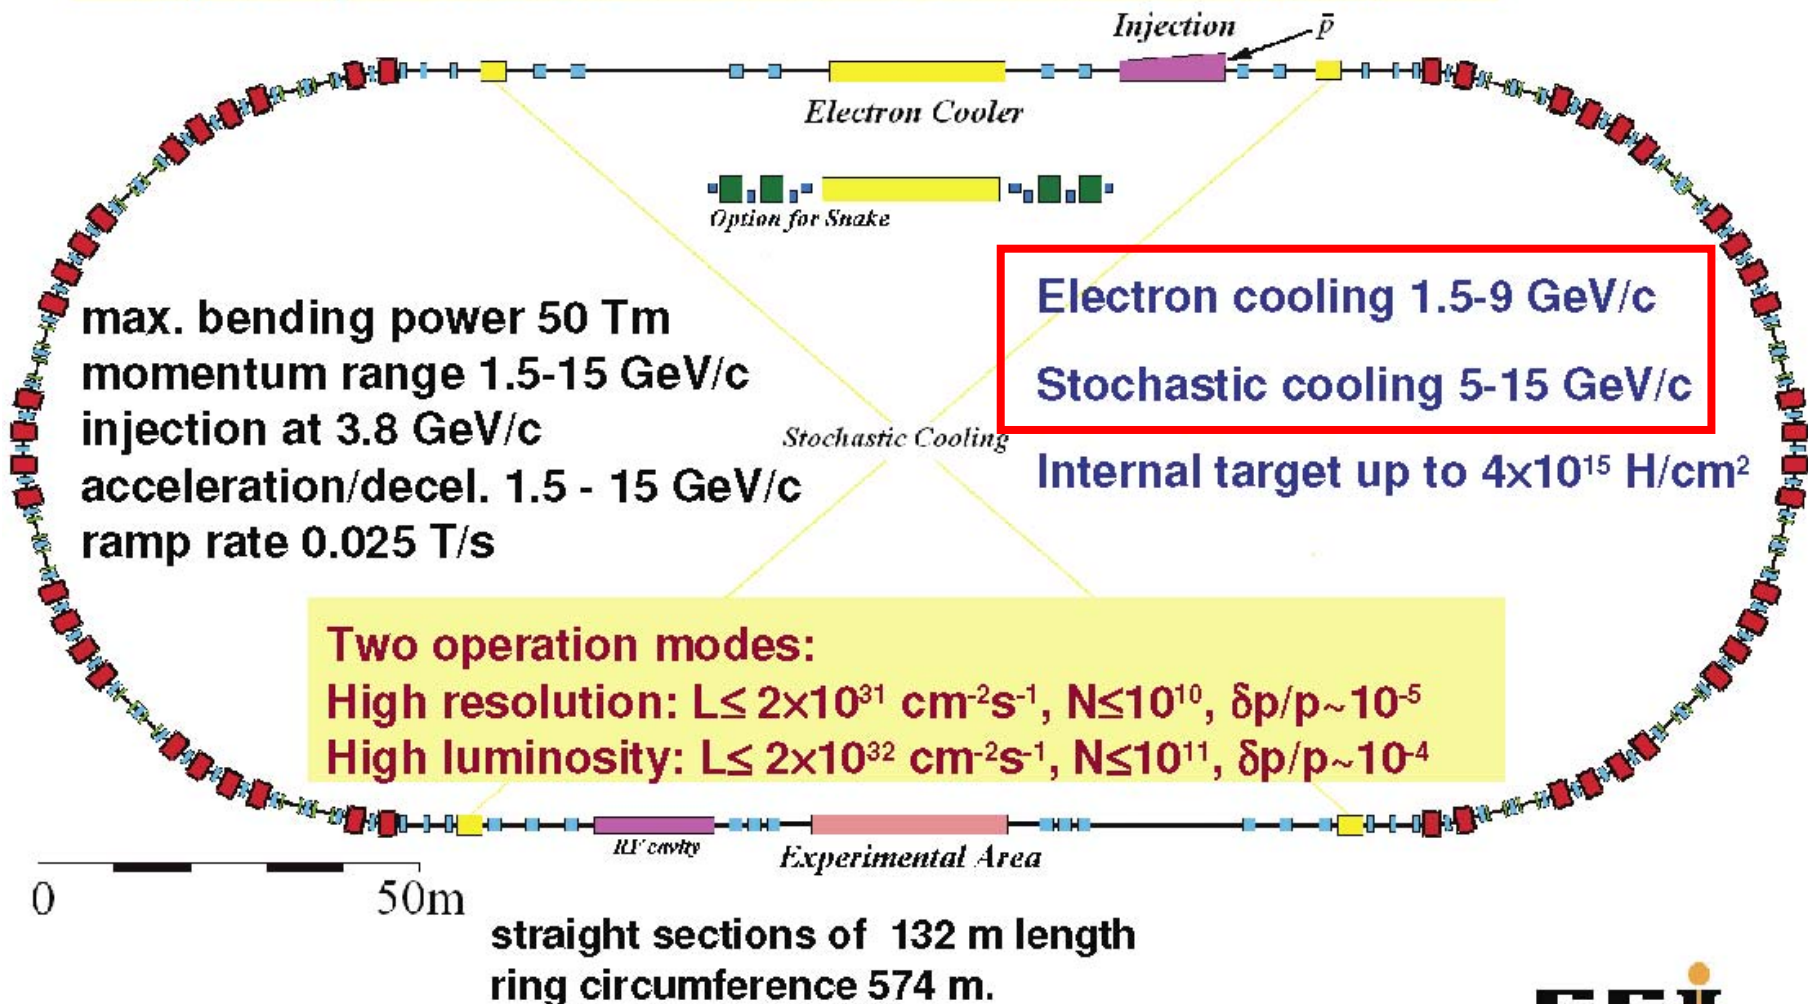 Injection
p̄
Electron Cooler
Option for Snake
max. bending power 50 Tm
momentum range 1.5-15 GeV/c
injection at 3.8 GeV/c
acceleration/decel. 1.5 - 15 GeV/c
ramp rate 0.025 T/s
Electron cooling 1.5-9 GeV/c
Stochastic cooling 5-15 GeV/c
Stochastic Cooling
Internal target up to 4x10¹⁵ H/cm²
Two operation modes:
High resolution: L≤ 2x10³¹ cm⁻²s⁻¹, N≤10¹⁰, δp/p~10⁻⁵
High luminosity: L≤ 2x10³² cm⁻²s⁻¹, N≤10¹¹, δp/p~10⁻⁴
RF cavity
Experimental Area
0 50m
straight sections of 132 m length
ring circumference 574 m.